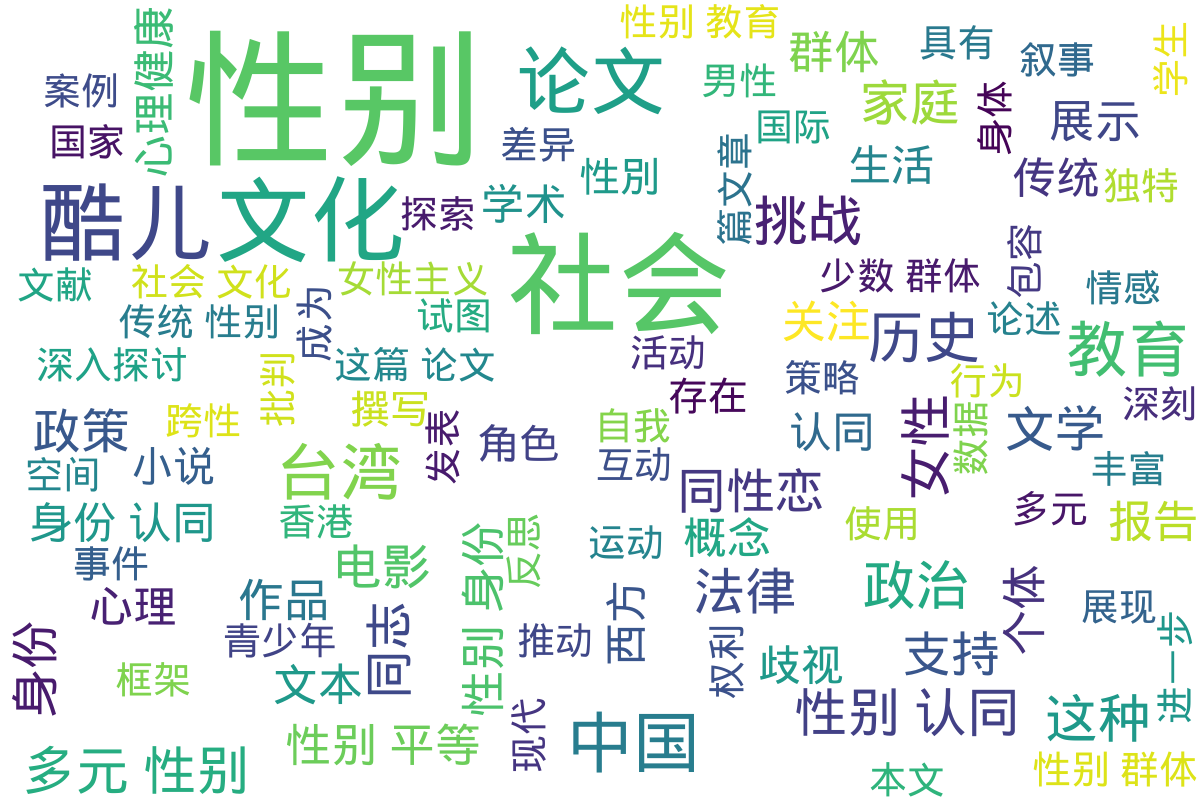 性别 教育
群体
具有
叙事
学生
心理健康
案例
性别
论文
男性
家庭
身体
展示
国家
差异
国际
篇文章
生活
传统
独特
性别
酷儿
文化
探索
学术
挑战
社会
包容
文献
社会 文化
女性主义
少数 群体
情感
传统 性别
成为
试图
关注
历史
论述
教育
深入探讨
批判
这篇 论文
活动
策略
行为
深刻
存在
政策
跨性
撰写
发表
角色
自我
认同
女性
数据
文学
空间
小说
台湾
互动
同性恋
丰富
身份 认同
香港
性别 身份
反思
运动
概念
使用
多元
报告
事件
电影
心理
作品
西方
法律
政治
个体
展现
身份
青少年
同志
推动
权利
歧视
支持
进一步
框架
文本
性别 认同
这种
性别 平等
现代
中国
多元 性别
本文
性别 群体